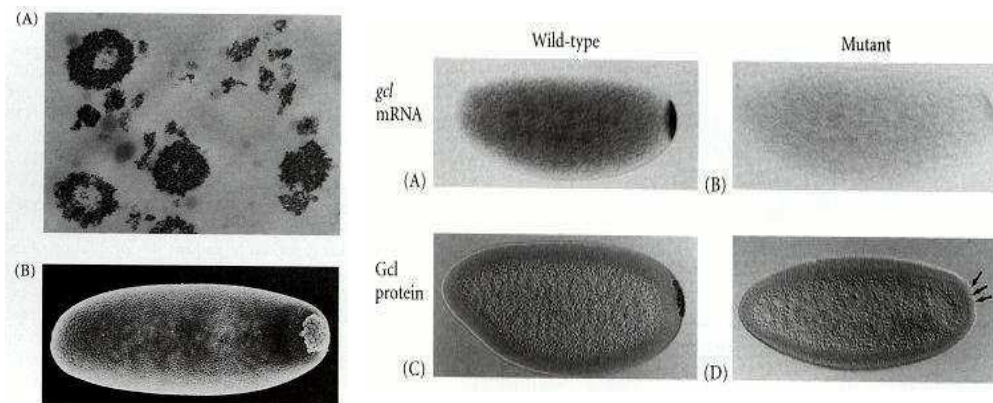 (A)
(B)
Wild-type
Mutant
gcl
mRNA
(A)
(B)
Gcl
protein
(C)
(D)